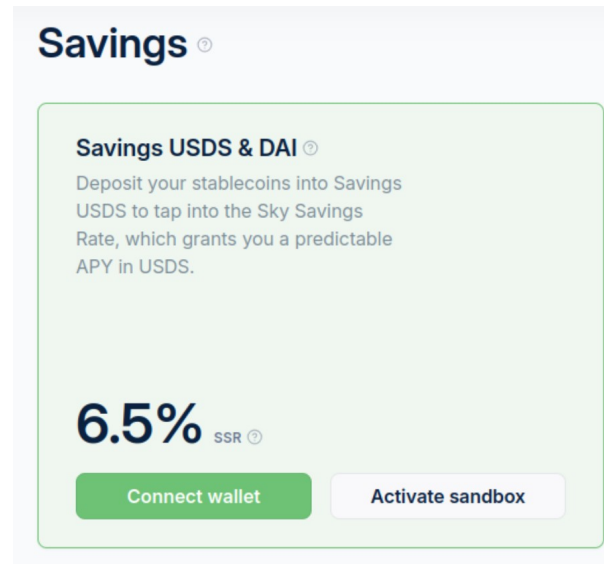 Savings
Savings USDS & DAI
Deposit your stablecoins into Savings
USDS to tap into the Sky Savings
Rate, which grants you a predictable
APY in USDS.
6.5% SSR
Connect wallet
Activate sandbox